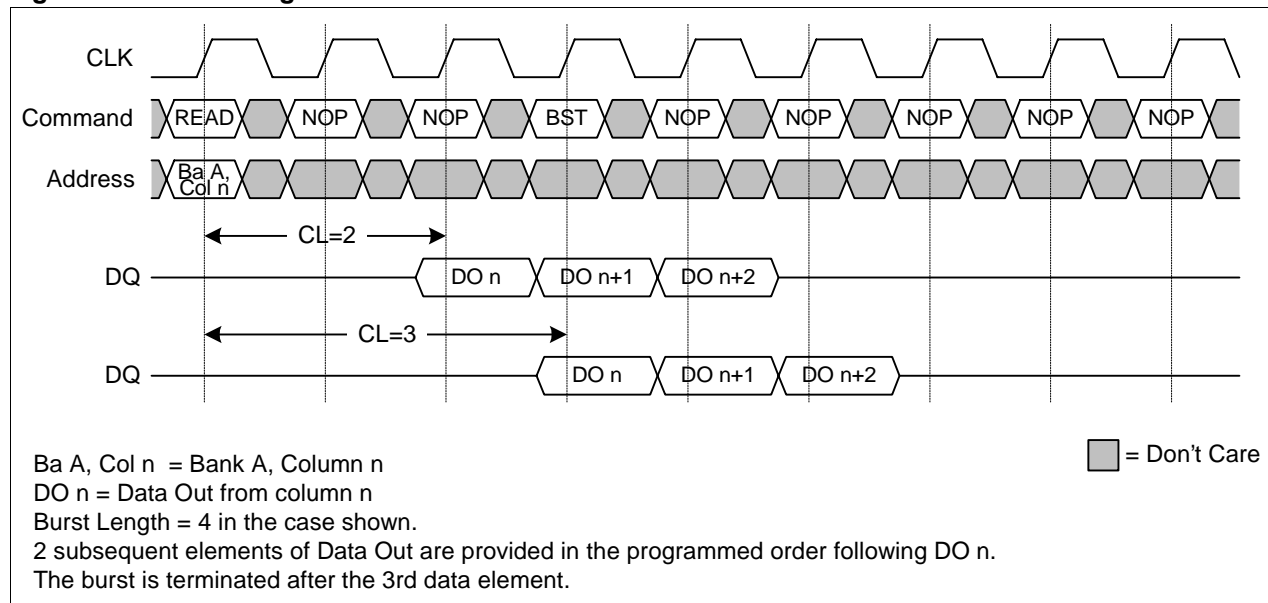 CLK
Command READ NOP NOP BST NOP NOP NOP NOP NOP
Address Ba A,
Col n
CL=2
DQ DO n DO n+1 DO n+2
CL=3
DQ DO n DO n+1 DO n+2
Ba A, Col n = Bank A, Column n
= Don't Care
DO n = Data Out from column n
Burst Length = 4 in the case shown.
2 subsequent elements of Data Out are provided in the programmed order following DO n.
The burst is terminated after the 3rd data element.